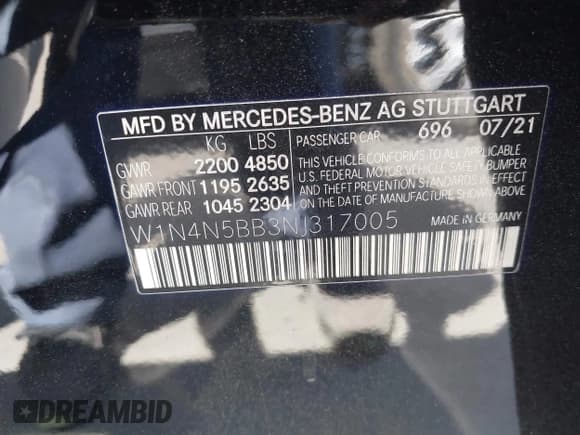 MFD BY MERCEDES-BENZ AG STUTTGART
KG LBS PASSENGER CAR 696 07/21
GVWR 2200 4850
GAWR FRONT 1195 2635
GAWR REAR 1045 2304
THIS VEHICLE CONFORMS TO ALL APPLICABLE
U.S. FEDERAL MOTOR VEHICLE SAFETY, BUMPER
AND THEFT PREVENTION STANDARDS IN EFFECT
ON THE DATE OF MANUFACTURE SHOWN ABOVE.
W1N4N5BB3NJ317005 MADE IN GERMANY
DREAMBID